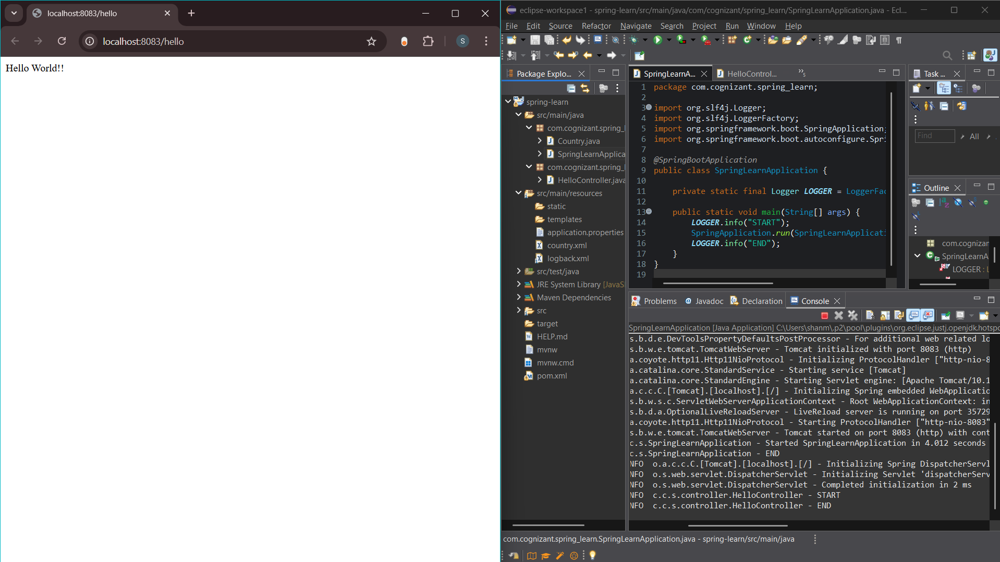 localhost:8083/hello
localhost:8083/hello
S
Hello World!!
eclipse-workspace1 - spring-learn/src/main/java/com/cognizant/spring_learn/SpringLearnApplication.java - Ecl...
File Edit Source Refactor Navigate Search Project Run Window Help
Package Explo...
spring-learn
src/main/java
com.cognizant.spring_l
Country.java
SpringLearnApplica
com.cognizant.spring_l
HelloController.java
src/main/resources
static
templates
application.properties
country.xml
logback.xml
src/test/java
JRE System Library [JavaS
Maven Dependencies
src
target
HELP.md
mvnw
mvnw.cmd
pom.xml
SpringLearnA... HelloControl... »5
1 package com.cognizant.spring_learn;
2
3 import org.slf4j.Logger;
4 import org.slf4j.LoggerFactory;
5 import org.springframework.boot.SpringApplication;
6 import org.springframework.boot.autoconfigure.Spri
7
8 @SpringBootApplication
9 public class SpringLearnApplication {
10
11 private static final Logger LOGGER = LoggerFac
12
13 public static void main(String[] args) {
14 LOGGER.info("START");
15 SpringApplication.run(SpringLearnApplicati
16 LOGGER.info("END");
17 }
18 }
19
Task ...
Find All
Outline
com.cognizan
SpringLearnA
LOGGER : L
Problems Javadoc Declaration Console
SpringLearnApplication [Java Application] C:\Users\shanm\.p2\pool\plugins\org.eclipse.justj.openjdk.hotspo
s.b.d.e.DevToolsPropertyDefaultsPostProcessor - For additional web related lo
s.b.w.e.tomcat.TomcatWebServer - Tomcat initialized with port 8083 (http)
a.coyote.http11.Http11NioProtocol - Initializing ProtocolHandler ["http-nio-8
a.catalina.core.StandardService - Starting service [Tomcat]
a.catalina.core.StandardEngine - Starting Servlet engine: [Apache Tomcat/10.1
a.c.c.C.[Tomcat].[localhost].[/] - Initializing Spring embedded WebApplicatio
s.b.w.s.c.ServletWebServerApplicationContext - Root WebApplicationContext: in
s.b.d.a.OptionalLiveReloadServer - LiveReload server is running on port 35729
a.coyote.http11.Http11NioProtocol - Starting ProtocolHandler ["http-nio-8083"
s.b.w.e.tomcat.TomcatWebServer - Tomcat started on port 8083 (http) with cont
c.s.SpringLearnApplication - Started SpringLearnApplication in 4.012 seconds
c.s.SpringLearnApplication - END
NFO o.a.c.c.C.[Tomcat].[localhost].[/] - Initializing Spring DispatcherServl
NFO o.s.web.servlet.DispatcherServlet - Initializing Servlet 'dispatcherServ
NFO o.s.web.servlet.DispatcherServlet - Completed initialization in 2 ms
NFO c.c.s.controller.HelloController - START
NFO c.c.s.controller.HelloController - END
com.cognizant.spring_learn.SpringLearnApplication.java - spring-learn/src/main/java